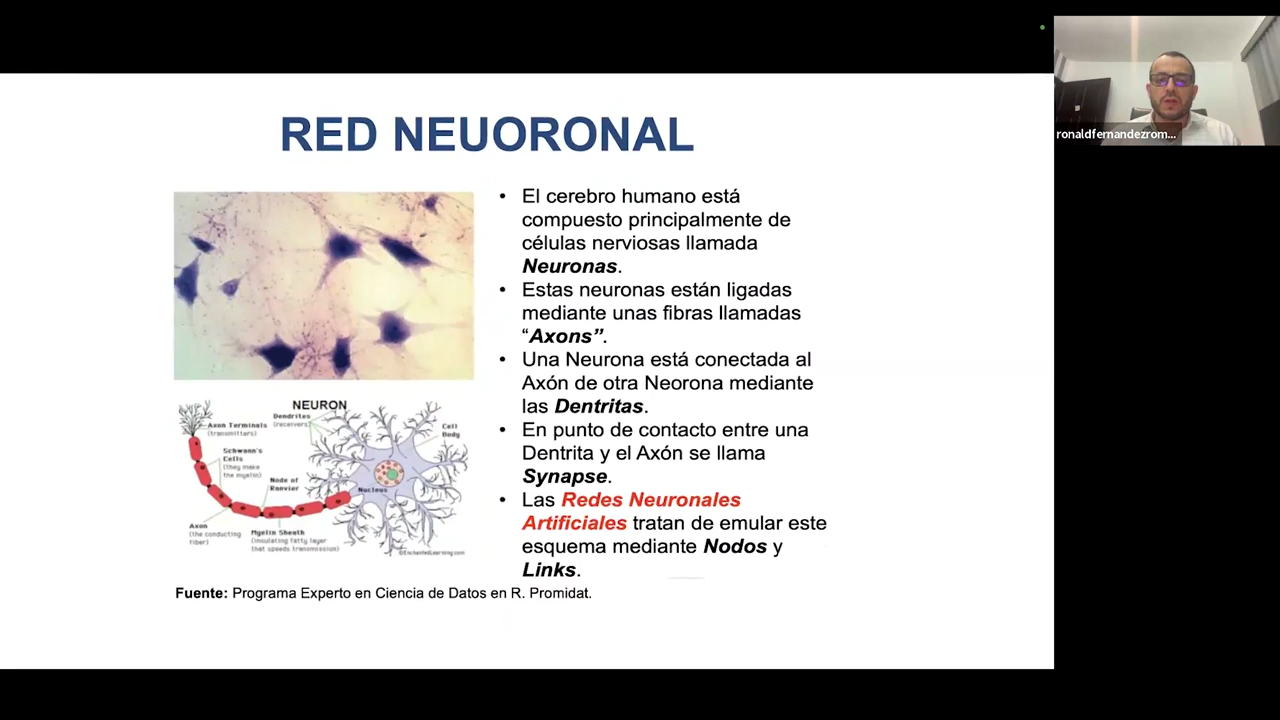 RED NEUORONAL
• El cerebro humano está
compuesto principalmente de
células nerviosas llamada
Neuronas.
• Estas neuronas están ligadas
mediante unas fibras llamadas
“Axons”.
• Una Neurona está conectada al
Axón de otra Neorona mediante
las Dentritas.
• En punto de contacto entre una
Dentrita y el Axón se llama
Synapse.
• Las Redes Neuronales
Artificiales tratan de emular este
esquema mediante Nodos y
Links.
NEURON
Dendrites
(receivers)
Axon Terminals
(transmitters)
Cell
Body
Schwann's
Cells
(they make
the myelin)
Node of
Ranvier
Nucleus
Axon
(the conducting
fiber)
Myelin Sheath
(insulating fatty layer
that speeds transmission)
©EnchantedLearning.com
Fuente: Programa Experto en Ciencia de Datos en R. Promidat.
ronaldfernandezrom...